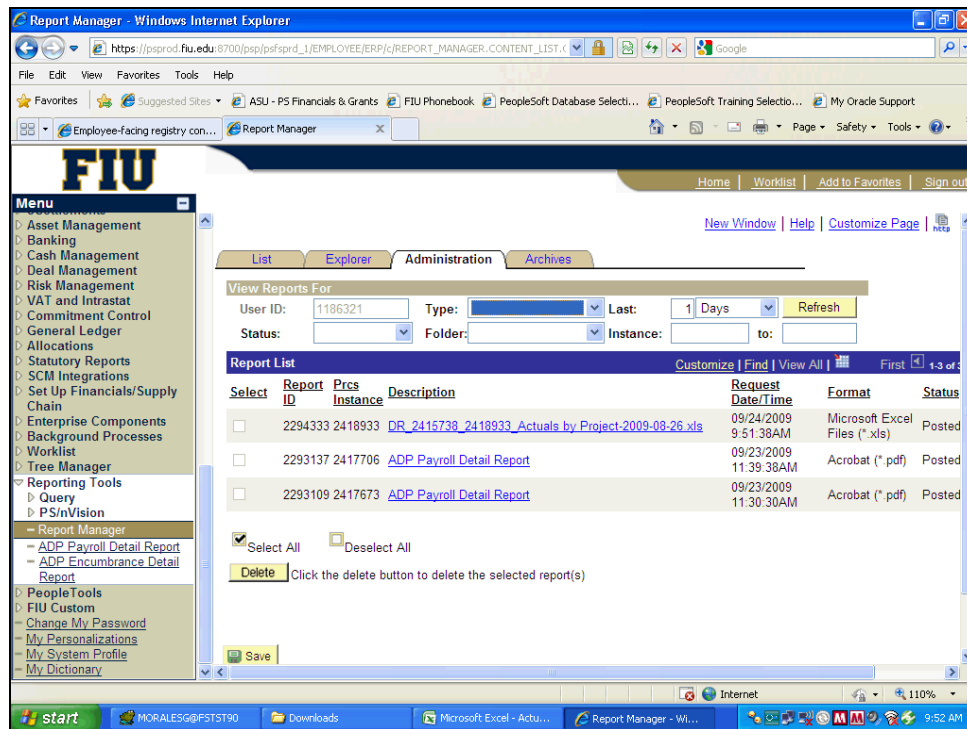 Report Manager - Windows Internet Explorer
https://psprod.fiu.edu:8700/psp/psfsprd_1/EMPLOYEE/ERP/c/REPORT_MANAGER.CONTENT_LIST.
Google
File Edit View Favorites Tools Help
Favorites Suggested Sites ASU - PS Financials & Grants FIU Phonebook PeopleSoft Database Selecti... PeopleSoft Training Selectio... My Oracle Support
Employee-facing registry con... Report Manager x Page Safety Tools
FIU
Home | Worklist | Add to Favorites | Sign out
Menu
New Window | Help | Customize Page | http
Asset Management
Banking
Cash Management
Deal Management
Risk Management
VAT and Intrastat
Commitment Control
General Ledger
Allocations
Statutory Reports
SCM Integrations
Set Up Financials/Supply
Chain
Enterprise Components
Background Processes
Worklist
Tree Manager
Reporting Tools
Query
PS/nVision
Report Manager
ADP Payroll Detail Report
ADP Encumbrance Detail
Report
PeopleTools
FIU Custom
Change My Password
My Personalizations
My System Profile
My Dictionary
List Explorer Administration Archives
View Reports For
User ID: 1186321 Type: Last: 1 Days Refresh
Status: Folder: Instance: to:
Report List Customize | Find | View All | First 1-3 of 3
Select Report ID Prcs Instance Description Request Date/Time Format Status
2294333 2418933 DR_2415738_2418933_Actuals by Project-2009-08-26.xls 09/24/2009 9:51:38AM Microsoft Excel Files (*.xls) Posted
2293137 2417706 ADP Payroll Detail Report 09/23/2009 11:39:38AM Acrobat (*.pdf) Posted
2293109 2417673 ADP Payroll Detail Report 09/23/2009 11:30:30AM Acrobat (*.pdf) Posted
Select All Deselect All
Delete Click the delete button to delete the selected report(s)
Save
Internet 110%
start MORALESG@FSTST90 Downloads Microsoft Excel - Actu... Report Manager - Wi... 9:52 AM